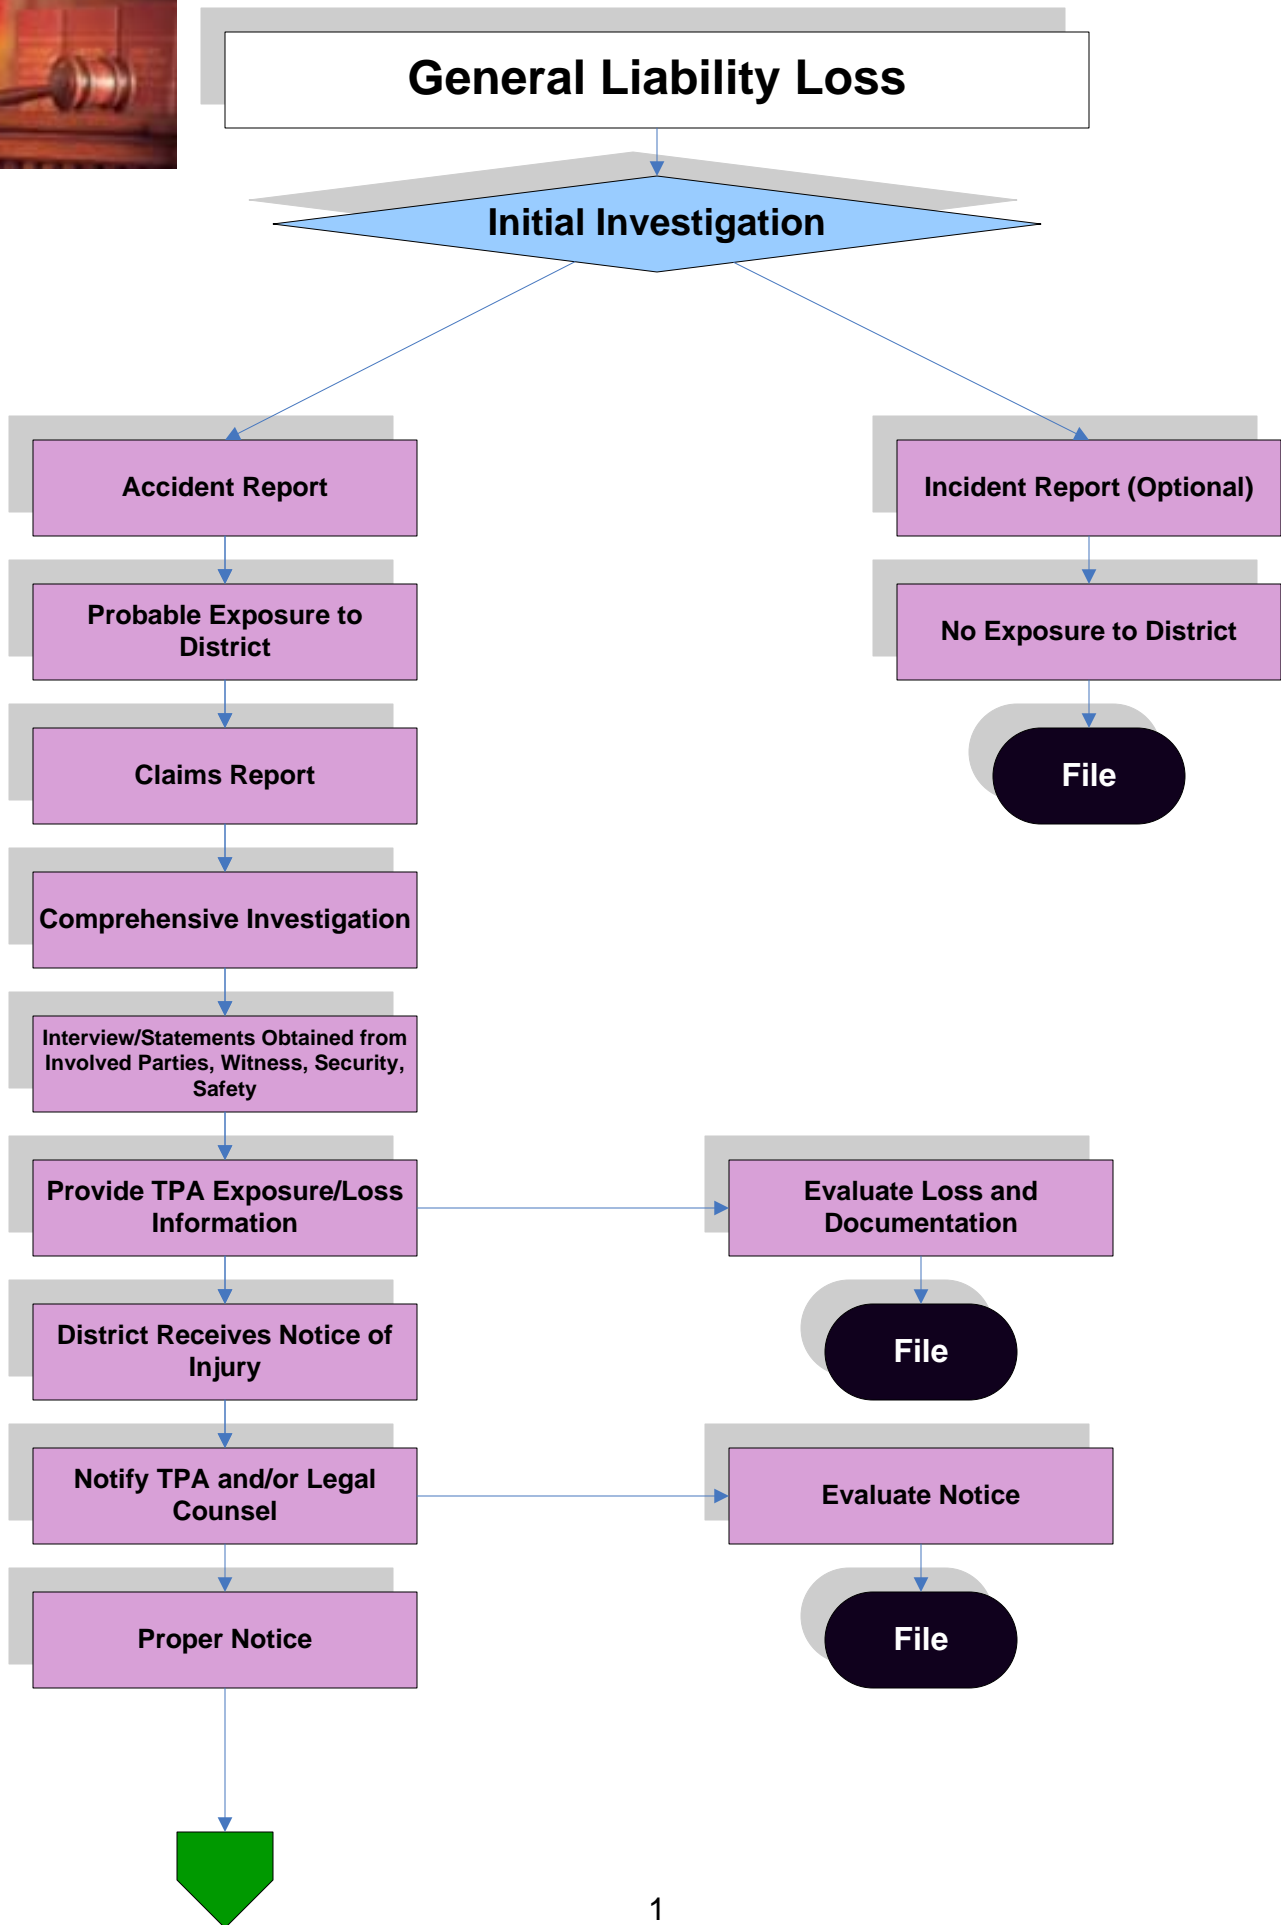 General Liability Loss
Initial Investigation
Accident Report
Incident Report (Optional)
Probable Exposure to
District
No Exposure to District
Claims Report
File
Comprehensive Investigation
Interview/Statements Obtained from
Involved Parties, Witness, Security,
Safety
Provide TPA Exposure/Loss
Information
Evaluate Loss and
Documentation
District Receives Notice of
Injury
File
Notify TPA and/or Legal
Counsel
Evaluate Notice
Proper Notice
File
1